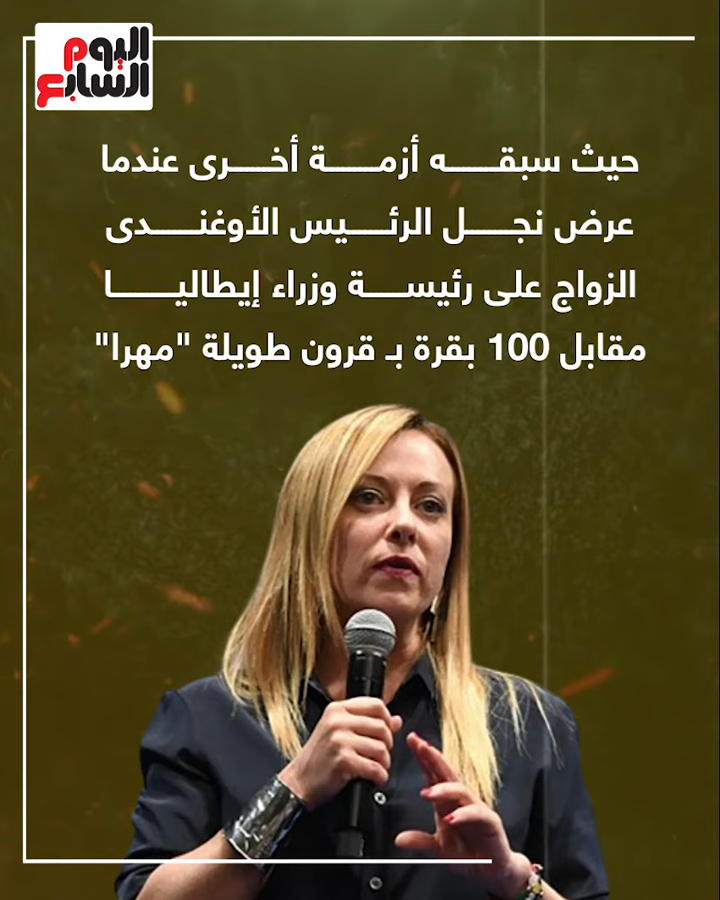 اليوم
السابع
حيث سبقه أزمة أخرى عندما
عرض نجل الرئيس الأوغندى
الزواج على رئيسة وزراء إيطاليا
مقابل 100 بقرة بـ قرون طويلة "مهرا"